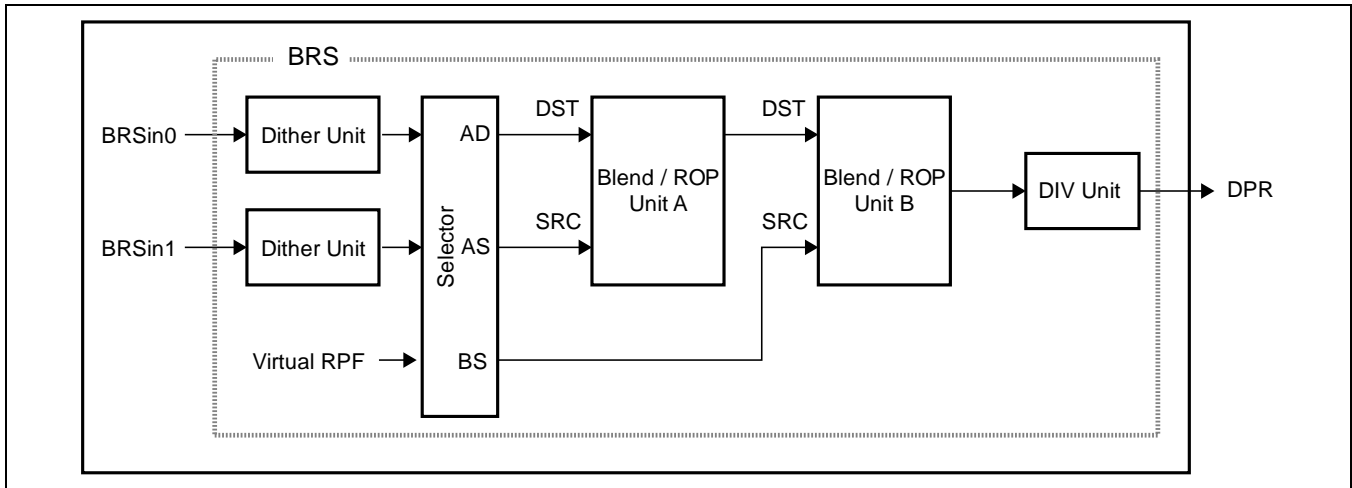 BRS
BRSin0
Dither Unit
AD
DST
DST
Blend / ROP
Unit A
Blend / ROP
Unit B
DIV Unit
DPR
BRSin1
Dither Unit
Selector
AS
SRC
SRC
Virtual RPF
BS